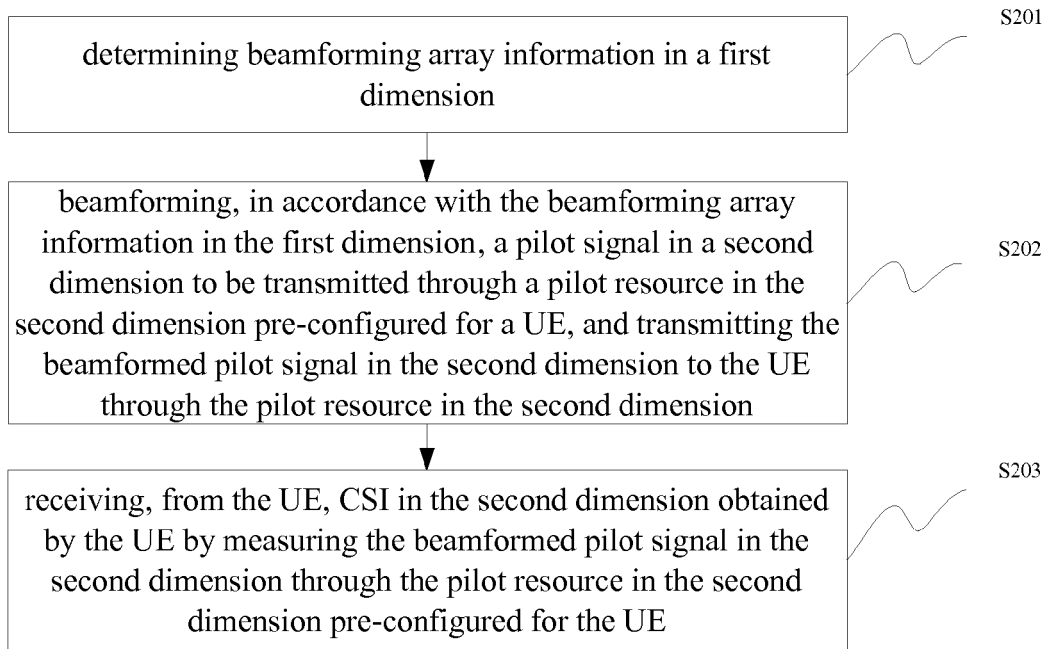 S201
determining beamforming array information in a first
dimension
beamforming, in accordance with the beamforming array
information in the first dimension, a pilot signal in a second
dimension to be transmitted through a pilot resource in the
second dimension pre-configured for a UE, and transmitting the
beamformed pilot signal in the second dimension to the UE
through the pilot resource in the second dimension
S202
receiving, from the UE, CSI in the second dimension obtained
by the UE by measuring the beamformed pilot signal in the
second dimension through the pilot resource in the second
dimension pre-configured for the UE
S203